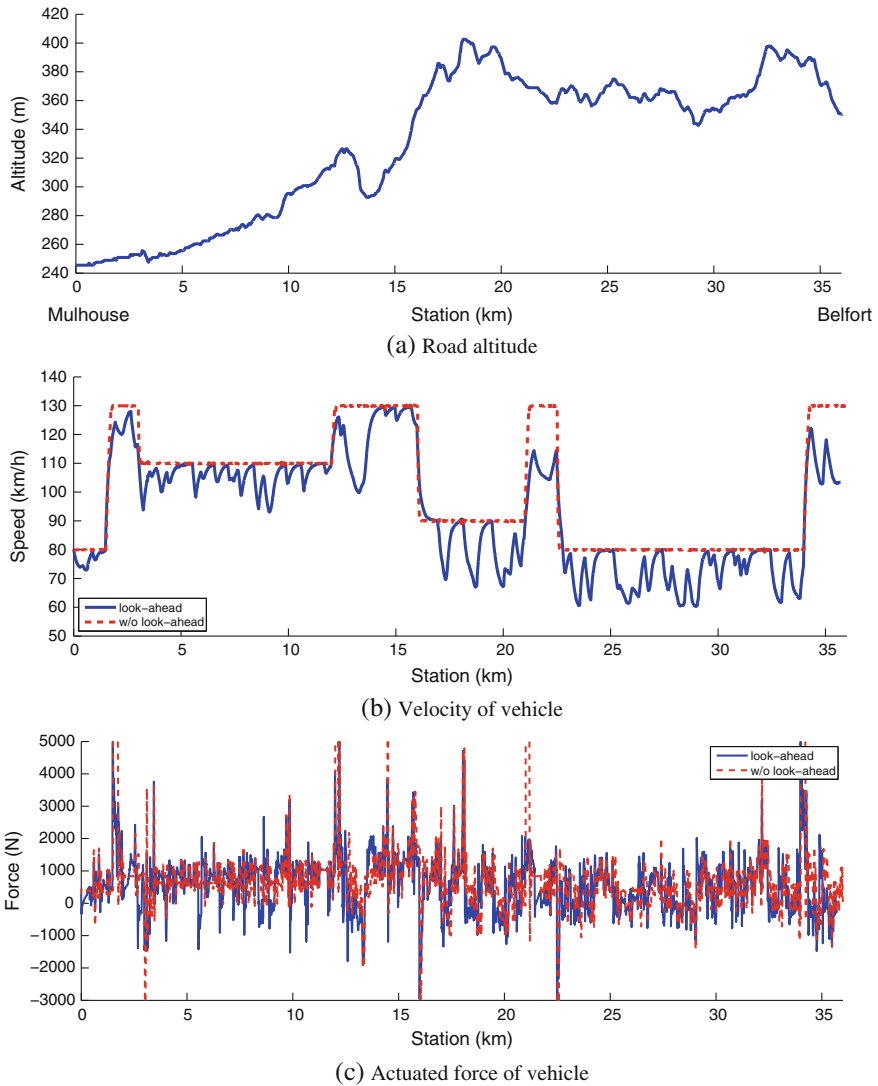 420
400
380
360
340
320
300
280
260
240
Altitude (m)
0 5 10 15 20 25 30 35
Mulhouse Station (km) Belfort
(a) Road altitude
140
130
120
110
100
90
80
70
60
50
Speed (km/h)
look-ahead
w/o look-ahead
0 5 10 15 20 25 30 35
Station (km)
(b) Velocity of vehicle
5000
4000
3000
2000
1000
0
-1000
-2000
-3000
Force (N)
look-ahead
w/o look-ahead
0 5 10 15 20 25 30 35
Station (km)
(c) Actuated force of vehicle